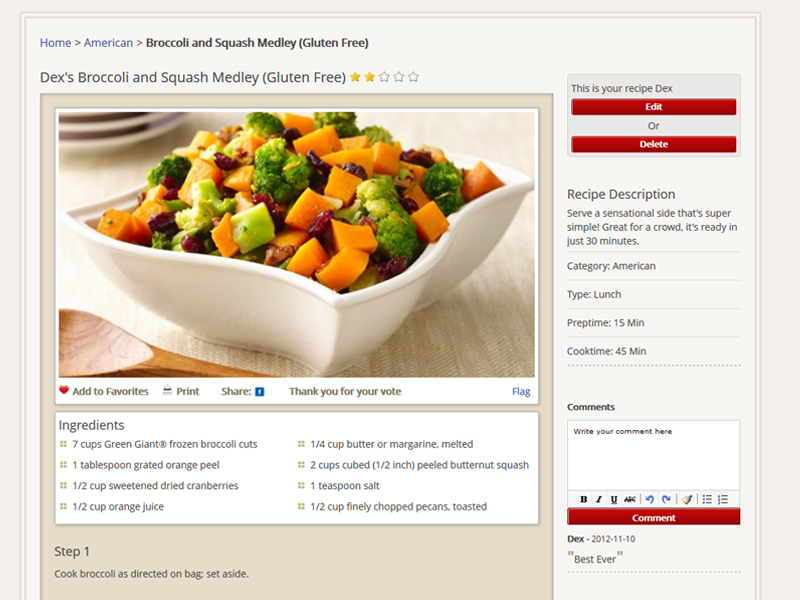 Home > American > Broccoli and Squash Medley (Gluten Free)
Dex's Broccoli and Squash Medley (Gluten Free)
Add to Favorites Print Share: Thank you for your vote Flag
Ingredients
7 cups Green Giant® frozen broccoli cuts
1/4 cup butter or margarine, melted
1 tablespoon grated orange peel
2 cups cubed (1/2 inch) peeled butternut squash
1/2 cup sweetened dried cranberries
1 teaspoon salt
1/2 cup orange juice
1/2 cup finely chopped pecans, toasted
Step 1
Cook broccoli as directed on bag; set aside.
This is your recipe Dex
Edit
Or
Delete
Recipe Description
Serve a sensational side that's super
simple! Great for a crowd, it's ready in
just 30 minutes.
Category: American
Type: Lunch
Preptime: 15 Min
Cooktime: 45 Min
Comments
Write your comment here
B I U ABC
Comment
Dex - 2012-11-10
"Best Ever"